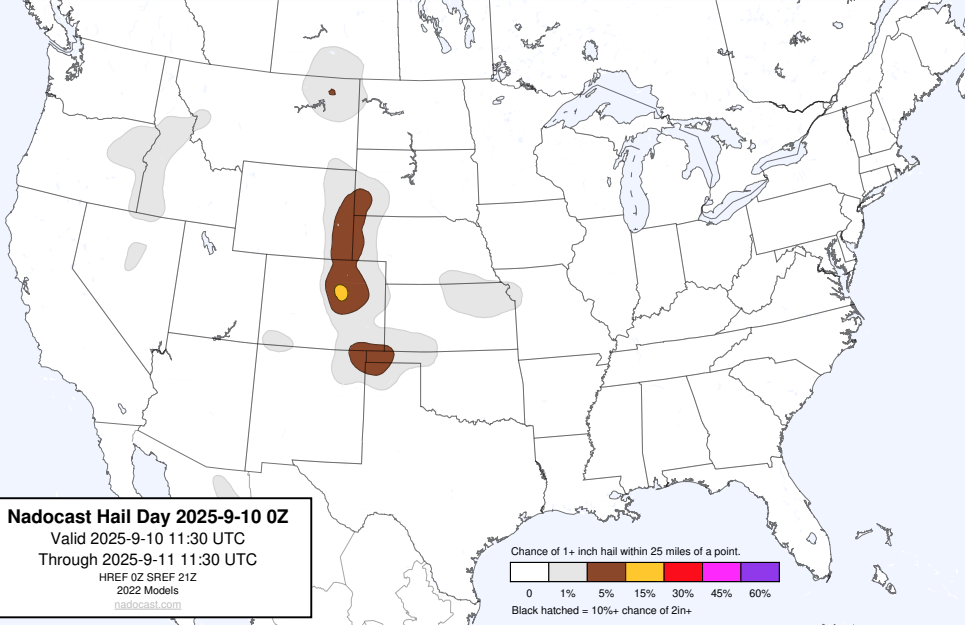 Nadocast Hail Day 2025-9-10 0Z
Valid 2025-9-10 11:30 UTC
Through 2025-9-11 11:30 UTC
HREF 0Z SREF 21Z
2022 Models
nadocast.com
Chance of 1+ inch hail within 25 miles of a point.
0 1% 5% 15% 30% 45% 60%
Black hatched = 10%+ chance of 2in+